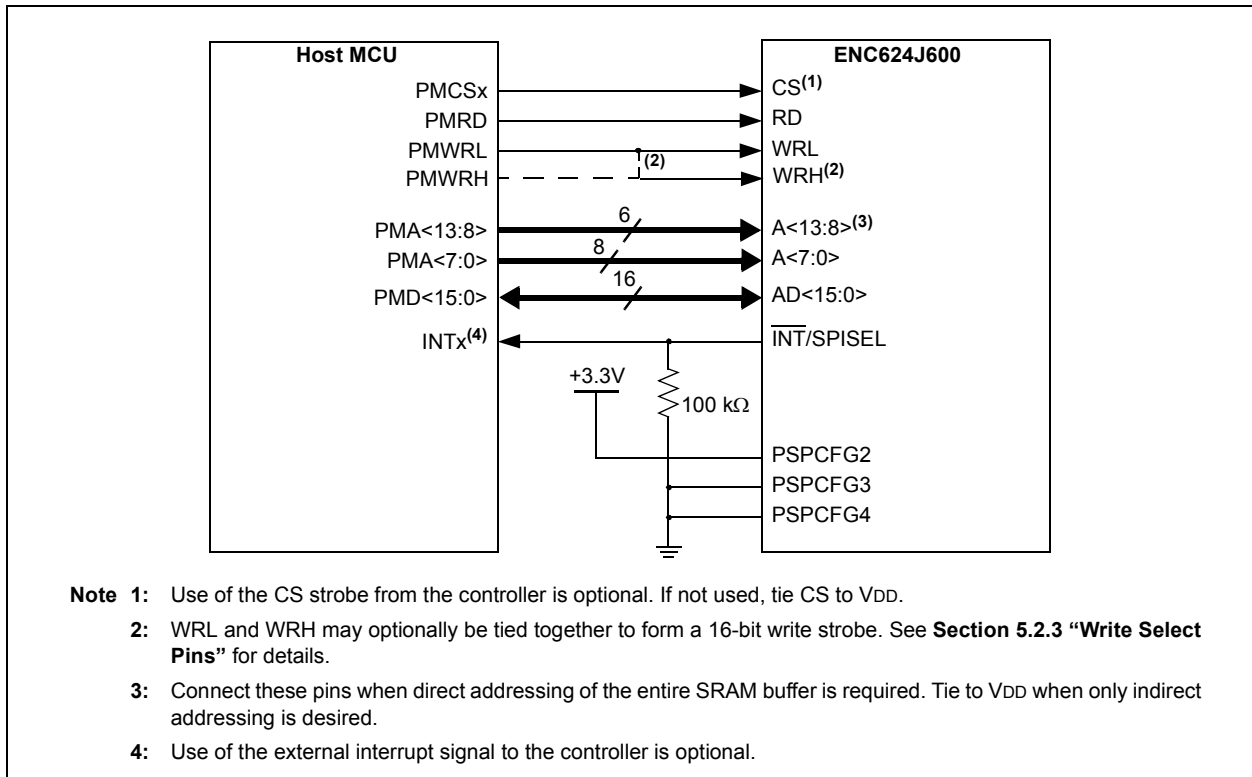 Host MCU
ENC624J600
PMCSx
CS(1)
PMRD
RD
PMWRL
WRL
(2)
PMWRH
WRH(2)
6
PMA<13:8>
A<13:8>(3)
8
PMA<7:0>
A<7:0>
16
PMD<15:0>
AD<15:0>
INTx(4)
INT/SPISEL
+3.3V
100 kΩ
PSPCFG2
PSPCFG3
PSPCFG4
Note 1: Use of the CS strobe from the controller is optional. If not used, tie CS to VDD.
2: WRL and WRH may optionally be tied together to form a 16-bit write strobe. See Section 5.2.3 “Write Select
Pins” for details.
3: Connect these pins when direct addressing of the entire SRAM buffer is required. Tie to VDD when only indirect
addressing is desired.
4: Use of the external interrupt signal to the controller is optional.